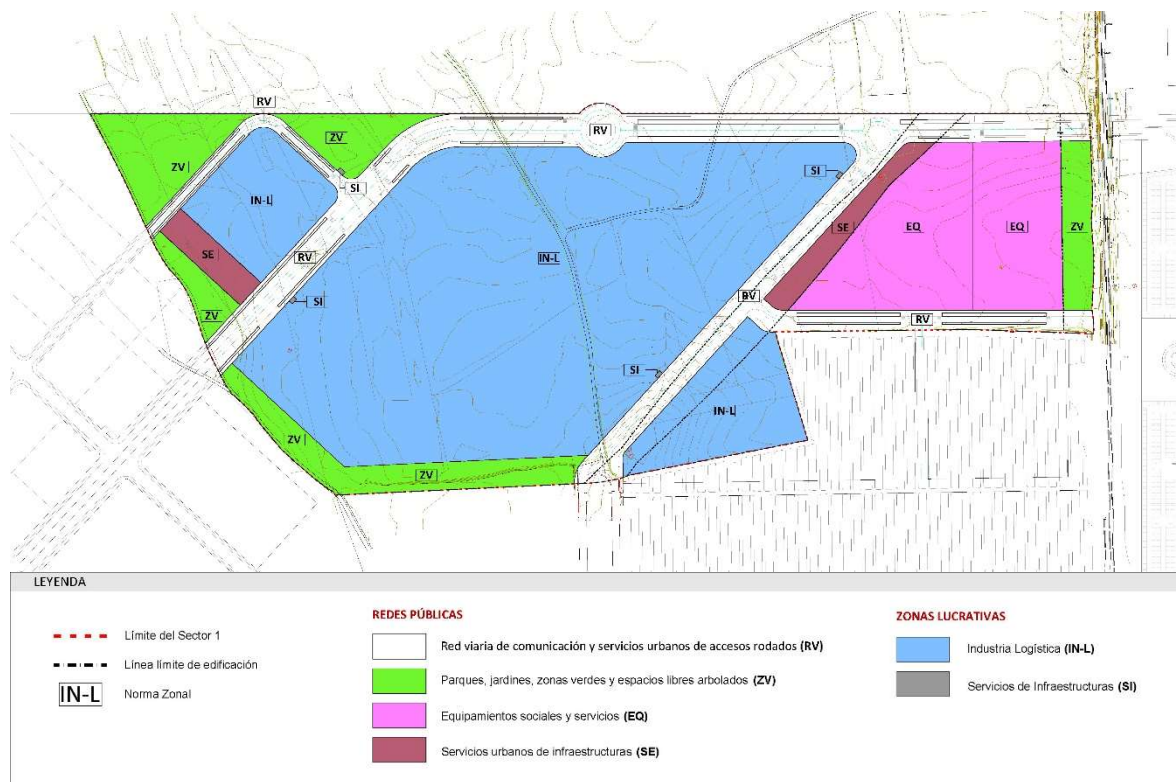 RV
ZV
ZV
RV
SI
SI
IN-L
SE
EQ
EQ
ZV
SE
RV
IN-L
SI
RV
RV
ZV
SI
IN-L
ZV
ZV
LEYENDA
Límite del Sector 1
Línea límite de edificación
IN-L Norma Zonal
REDES PÚBLICAS
Red viaria de comunicación y servicios urbanos de accesos rodados (RV)
Parques, jardines, zonas verdes y espacios libres arbolados (ZV)
Equipamientos sociales y servicios (EQ)
Servicios urbanos de infraestructuras (SE)
ZONAS LUCRATIVAS
Industria Logística (IN-L)
Servicios de Infraestructuras (SI)